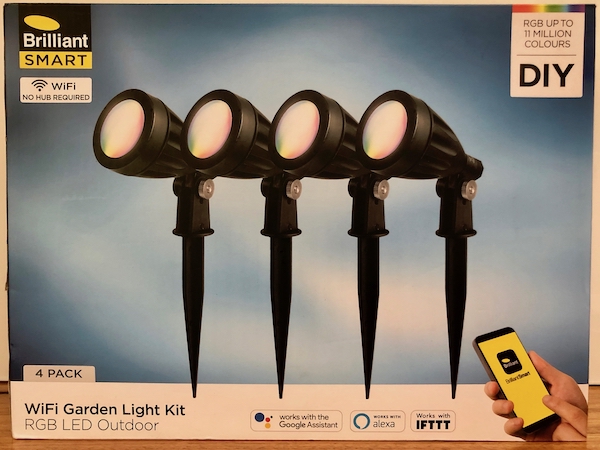 Brilliant
SMART
WiFi
NO HUB REQUIRED
RGB UP TO
11 MILLION
COLOURS
DIY
4 PACK
WiFi Garden Light Kit
RGB LED Outdoor
works with the
Google Assistant
WORKS WITH
alexa
Works with
IFTTT
Brilliant
BrilliantSmart